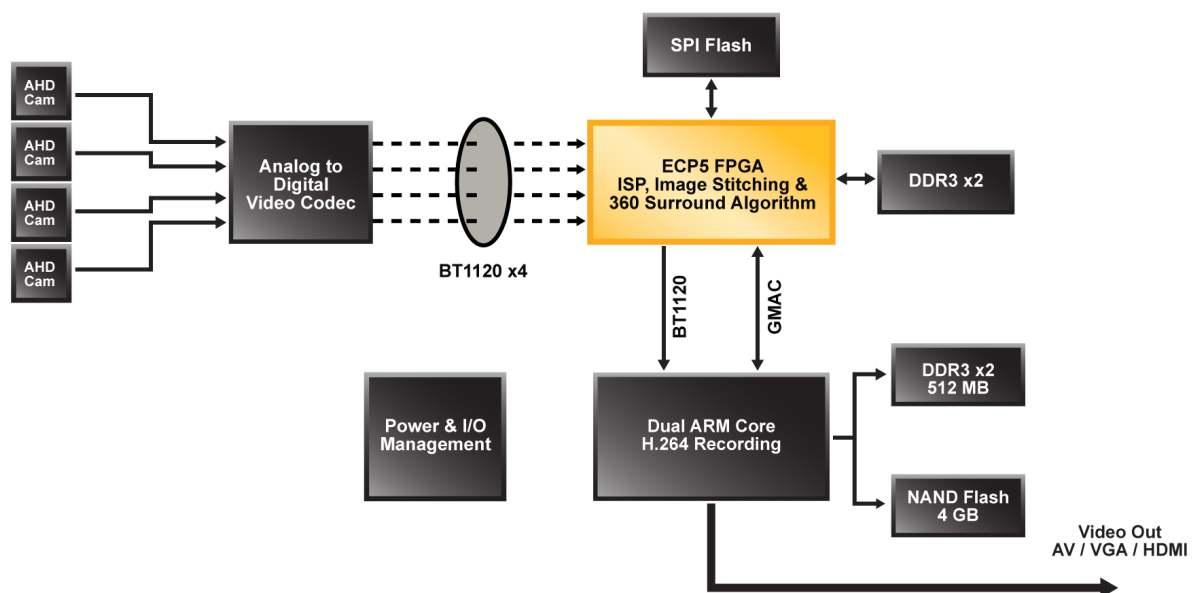 SPI Flash
AHD
Cam
AHD
Cam
AHD
Cam
AHD
Cam
Analog to
Digital
Video Codec
BT1120 x4
ECP5 FPGA
ISP, Image Stitching &
360 Surround Algorithm
DDR3 x2
BT1120
GMAC
Power & I/O
Management
Dual ARM Core
H.264 Recording
DDR3 x2
512 MB
NAND Flash
4 GB
Video Out
AV / VGA / HDMI